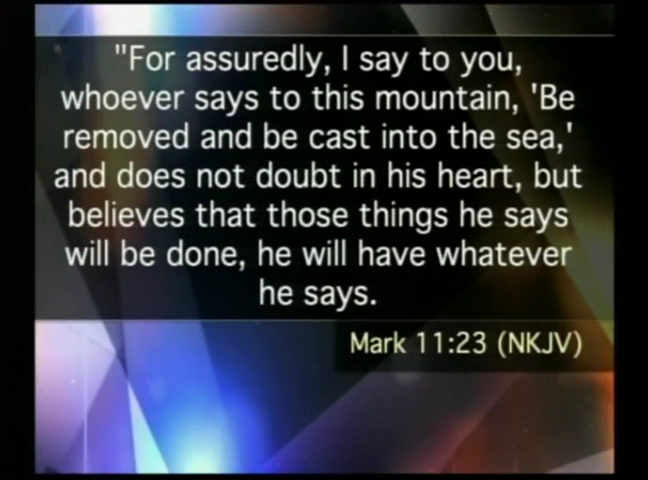 "For assuredly, I say to you,
whoever says to this mountain, 'Be
removed and be cast into the sea,'
and does not doubt in his heart, but
believes that those things he says
will be done, he will have whatever
he says.
Mark 11:23 (NKJV)